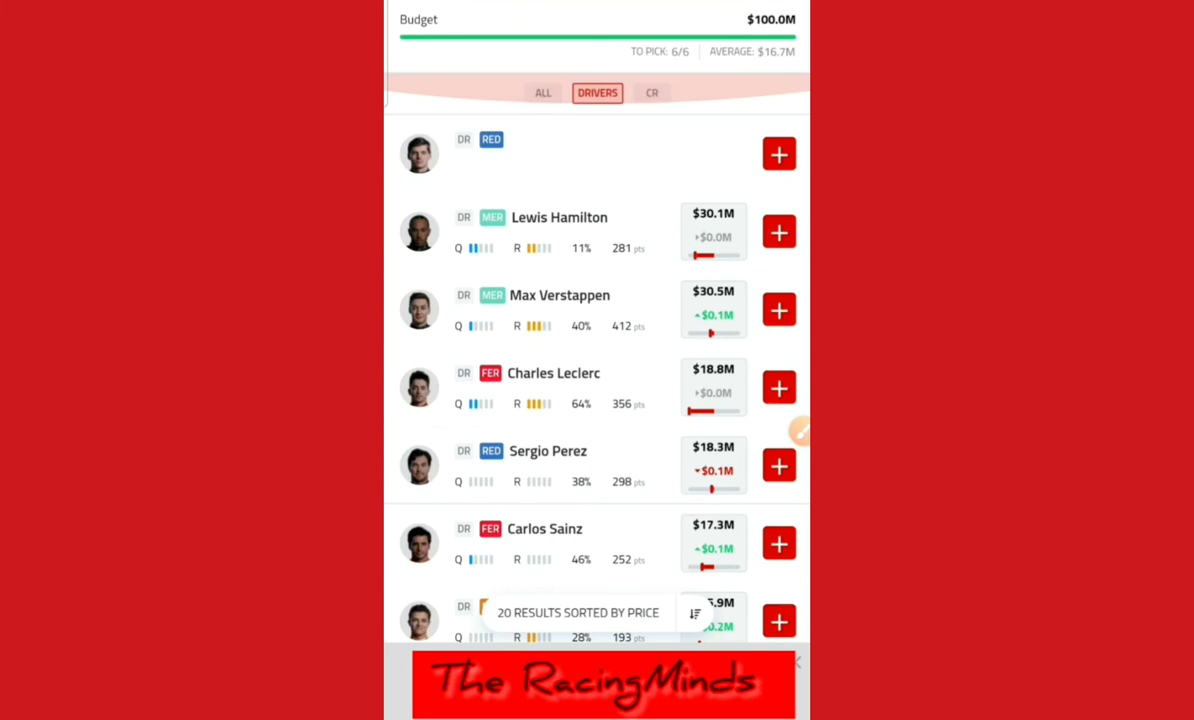 Budget $100.0M
TO PICK: 6/6 AVERAGE: $16.7M
ALL DRIVERS CR
DR RED
DR MER Lewis Hamilton $30.1M
Q R 11% 281 pts $0.0M
DR MER Max Verstappen $30.5M
Q R 40% 412 pts $0.1M
DR FER Charles Leclerc $18.8M
Q R 64% 356 pts $0.0M
DR RED Sergio Perez $18.3M
Q R 38% 298 pts $0.1M
DR FER Carlos Sainz $17.3M
Q R 46% 252 pts $0.1M
DR 5.9M
20 RESULTS SORTED BY PRICE
0.2M
Q R 28% 193 pts
The RacingMinds